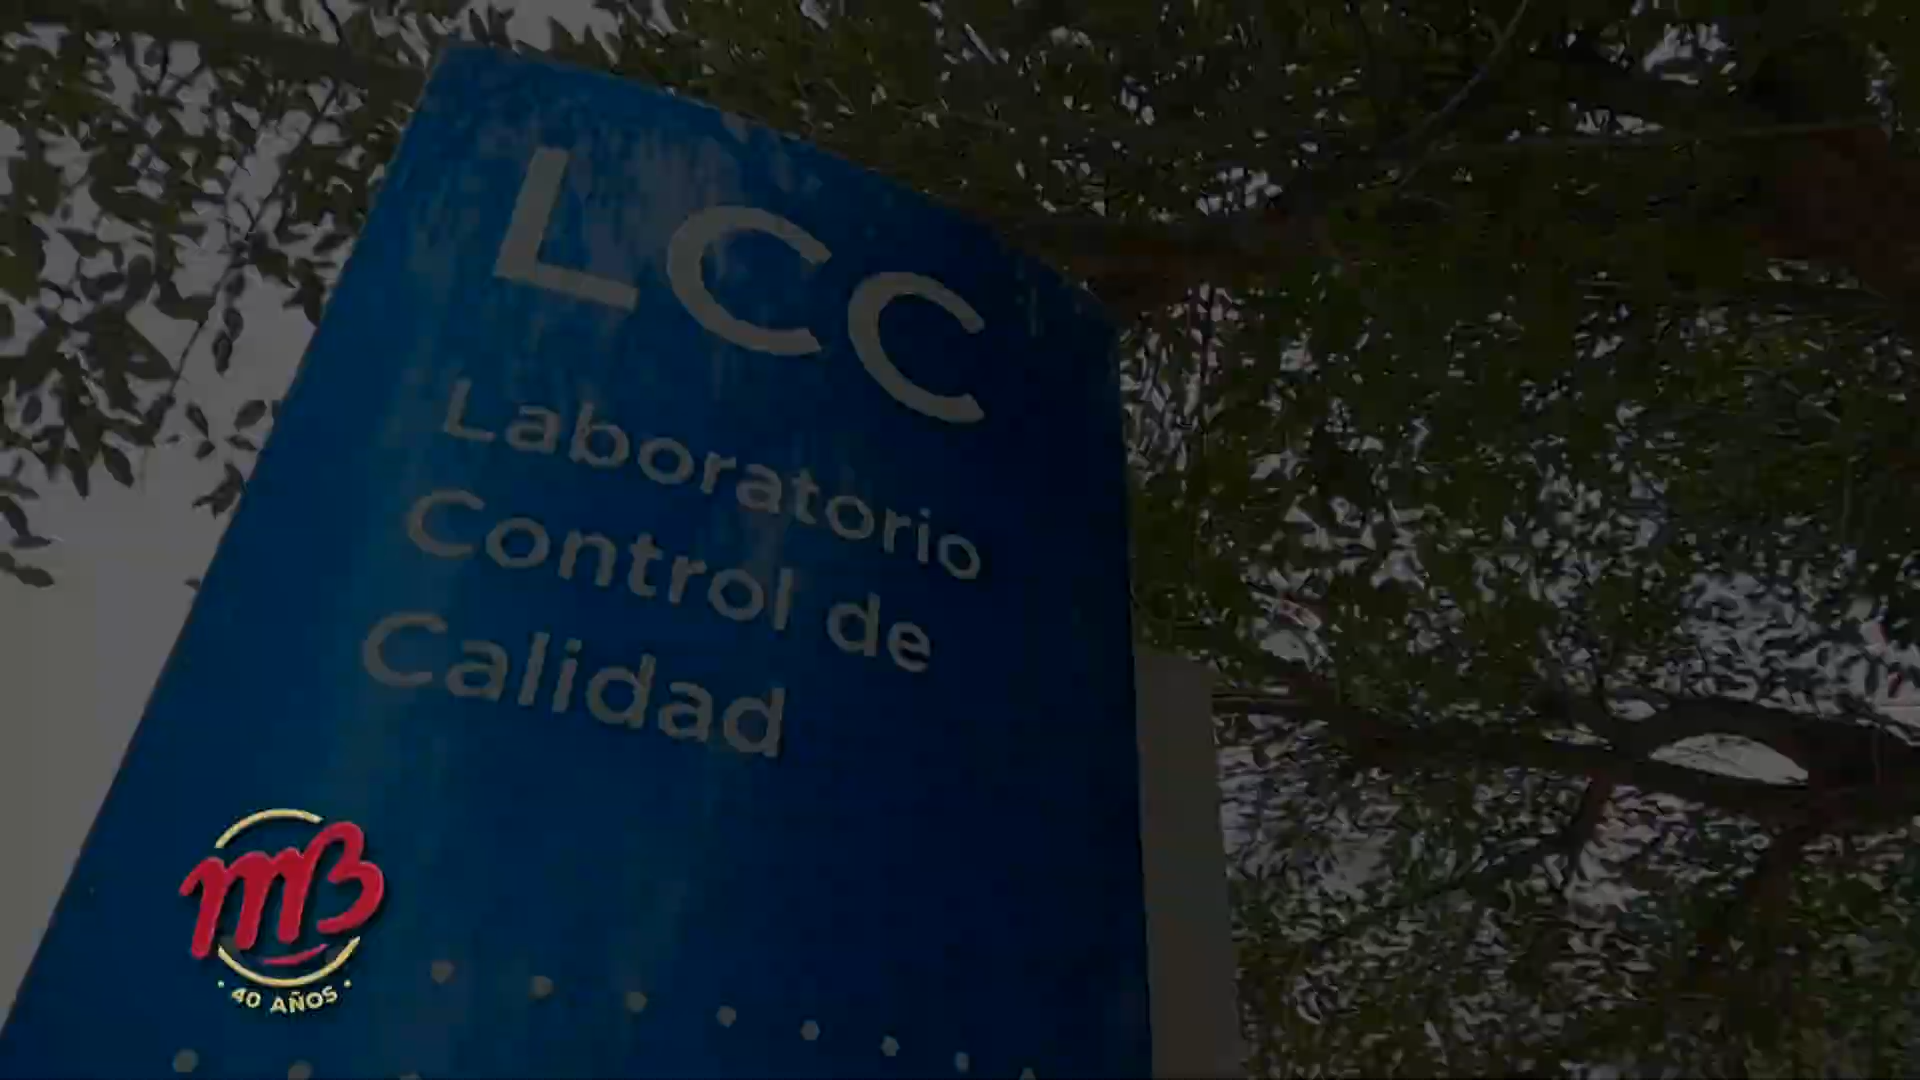 LCC
Laboratorio
Control de
Calidad
mB
· 40 AÑOS ·